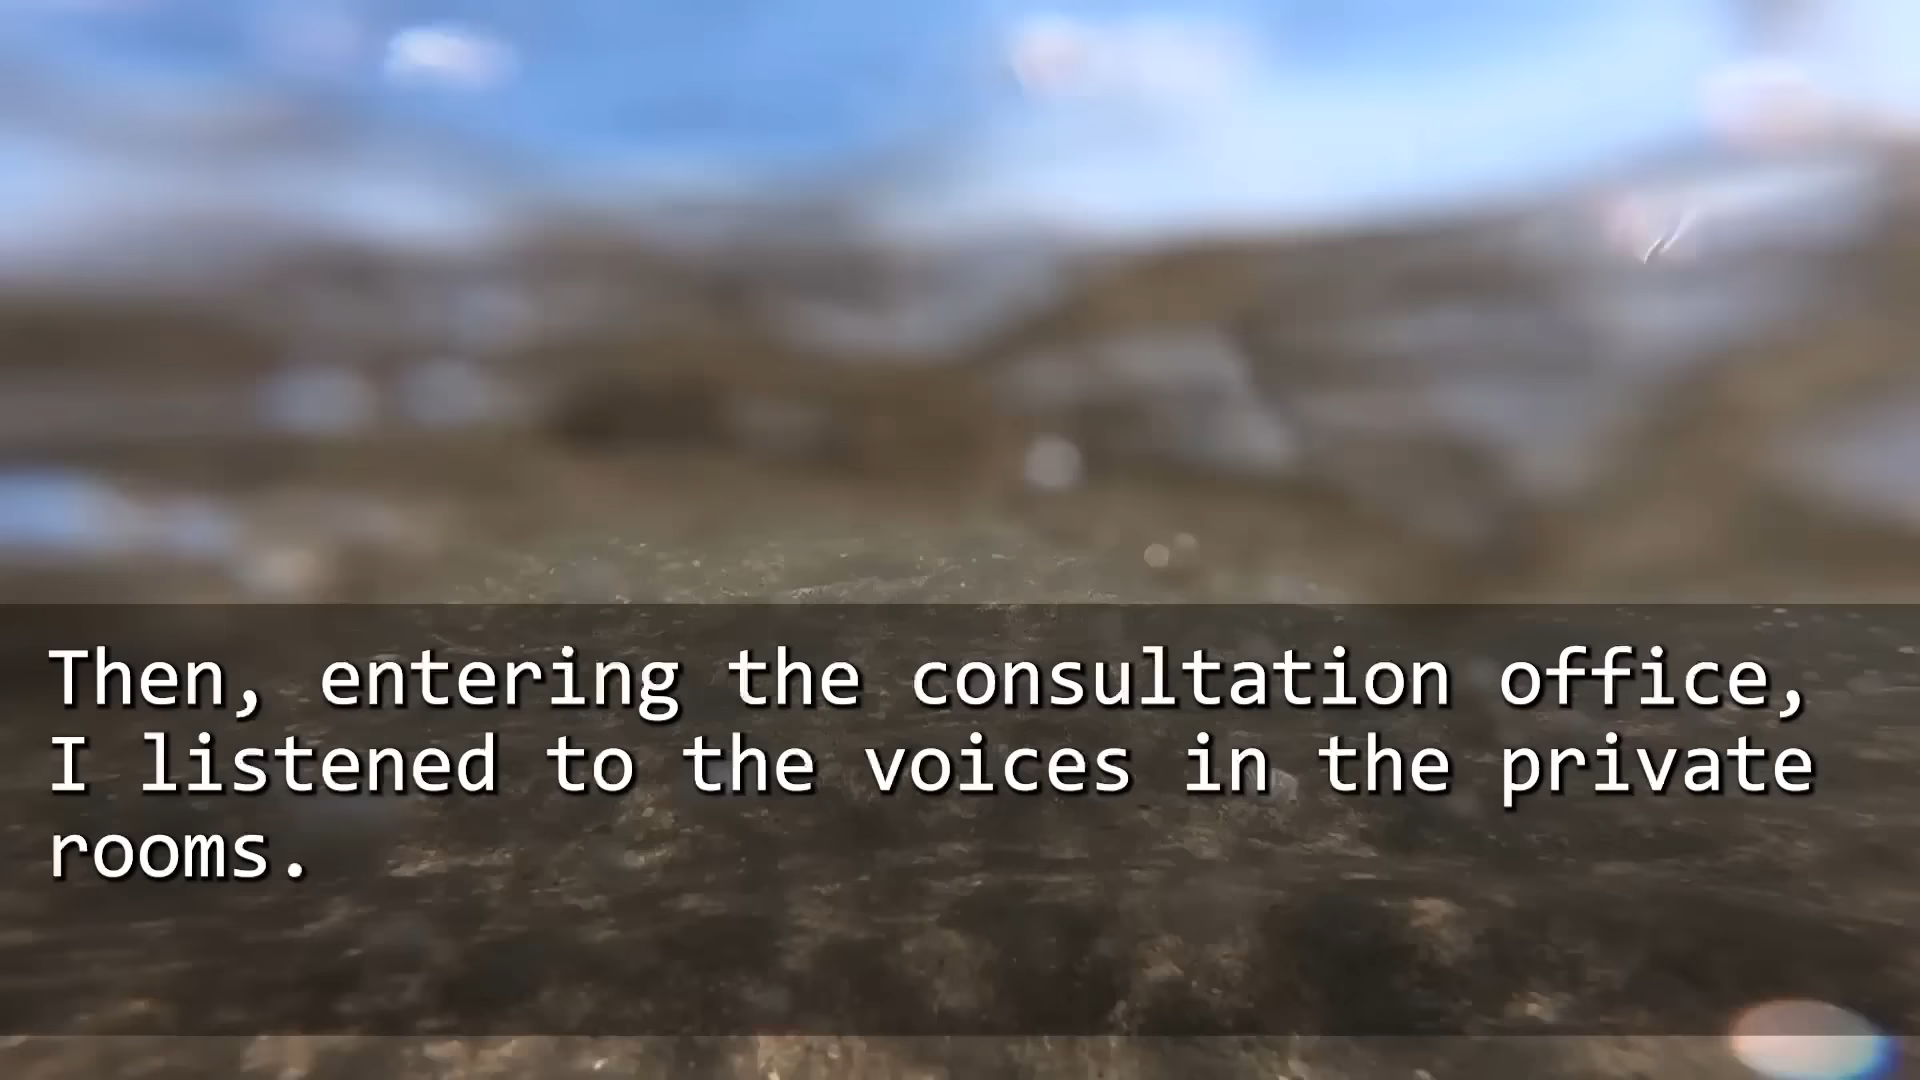 Then, entering the consultation office,
I listened to the voices in the private
rooms.